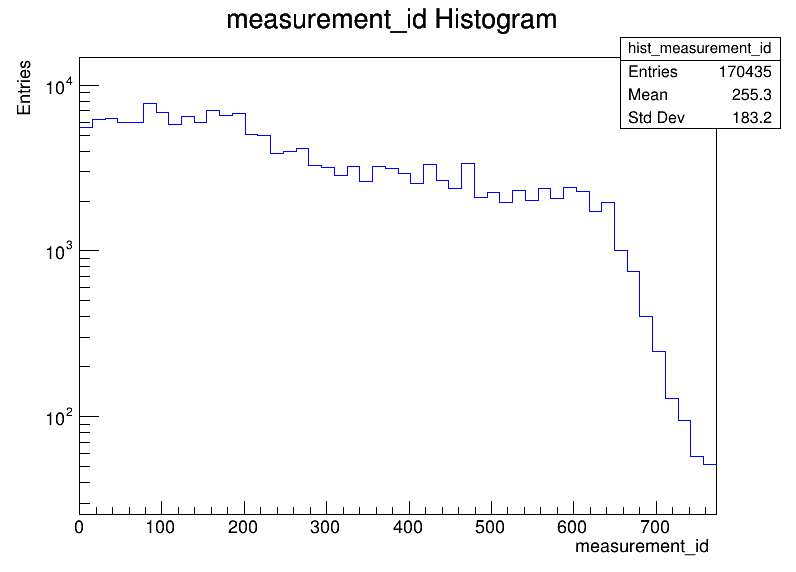 measurement_id Histogram
hist_measurement_id
Entries 170435
Mean 255.3
Std Dev 183.2
Entries
10⁴
10³
10²
0 100 200 300 400 500 600 700
measurement_id